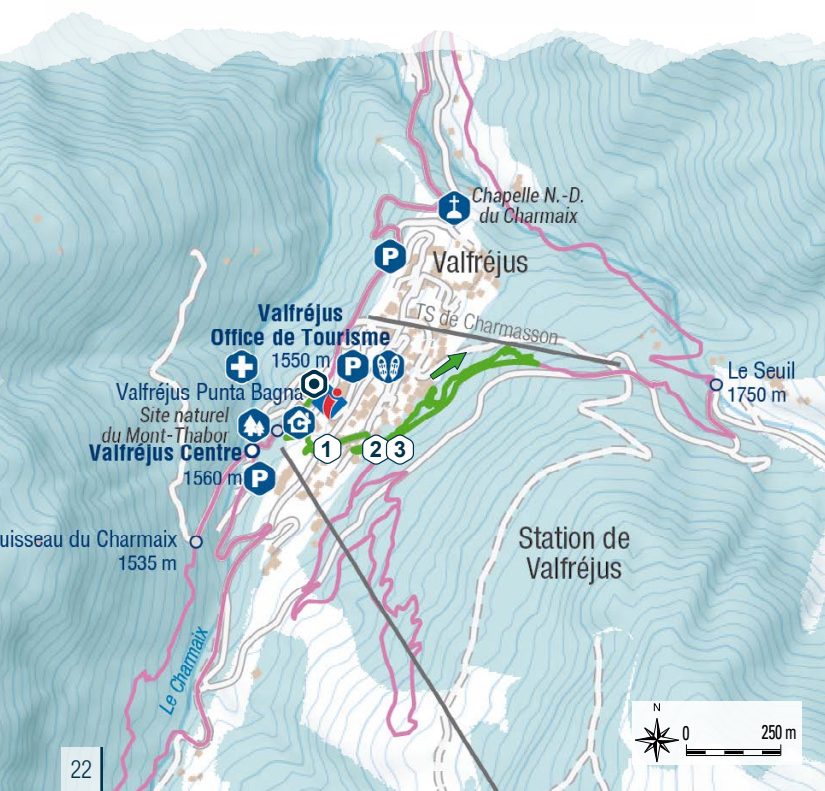 Chapelle N.-D.
du Charmaix
P
Valfréjus
Valfréjus
Office de Tourisme
TS de Charmasson
1550 m
P
Le Seuil
1750 m
Valfréjus Punta Bagna
Site naturel
du Mont-Thabor
G
Valfréjus Centre
1
2
3
1560 m
P
uisseau du Charmaix
1535 m
Station de
Valfréjus
Le Charmaix
N
0
250 m
22